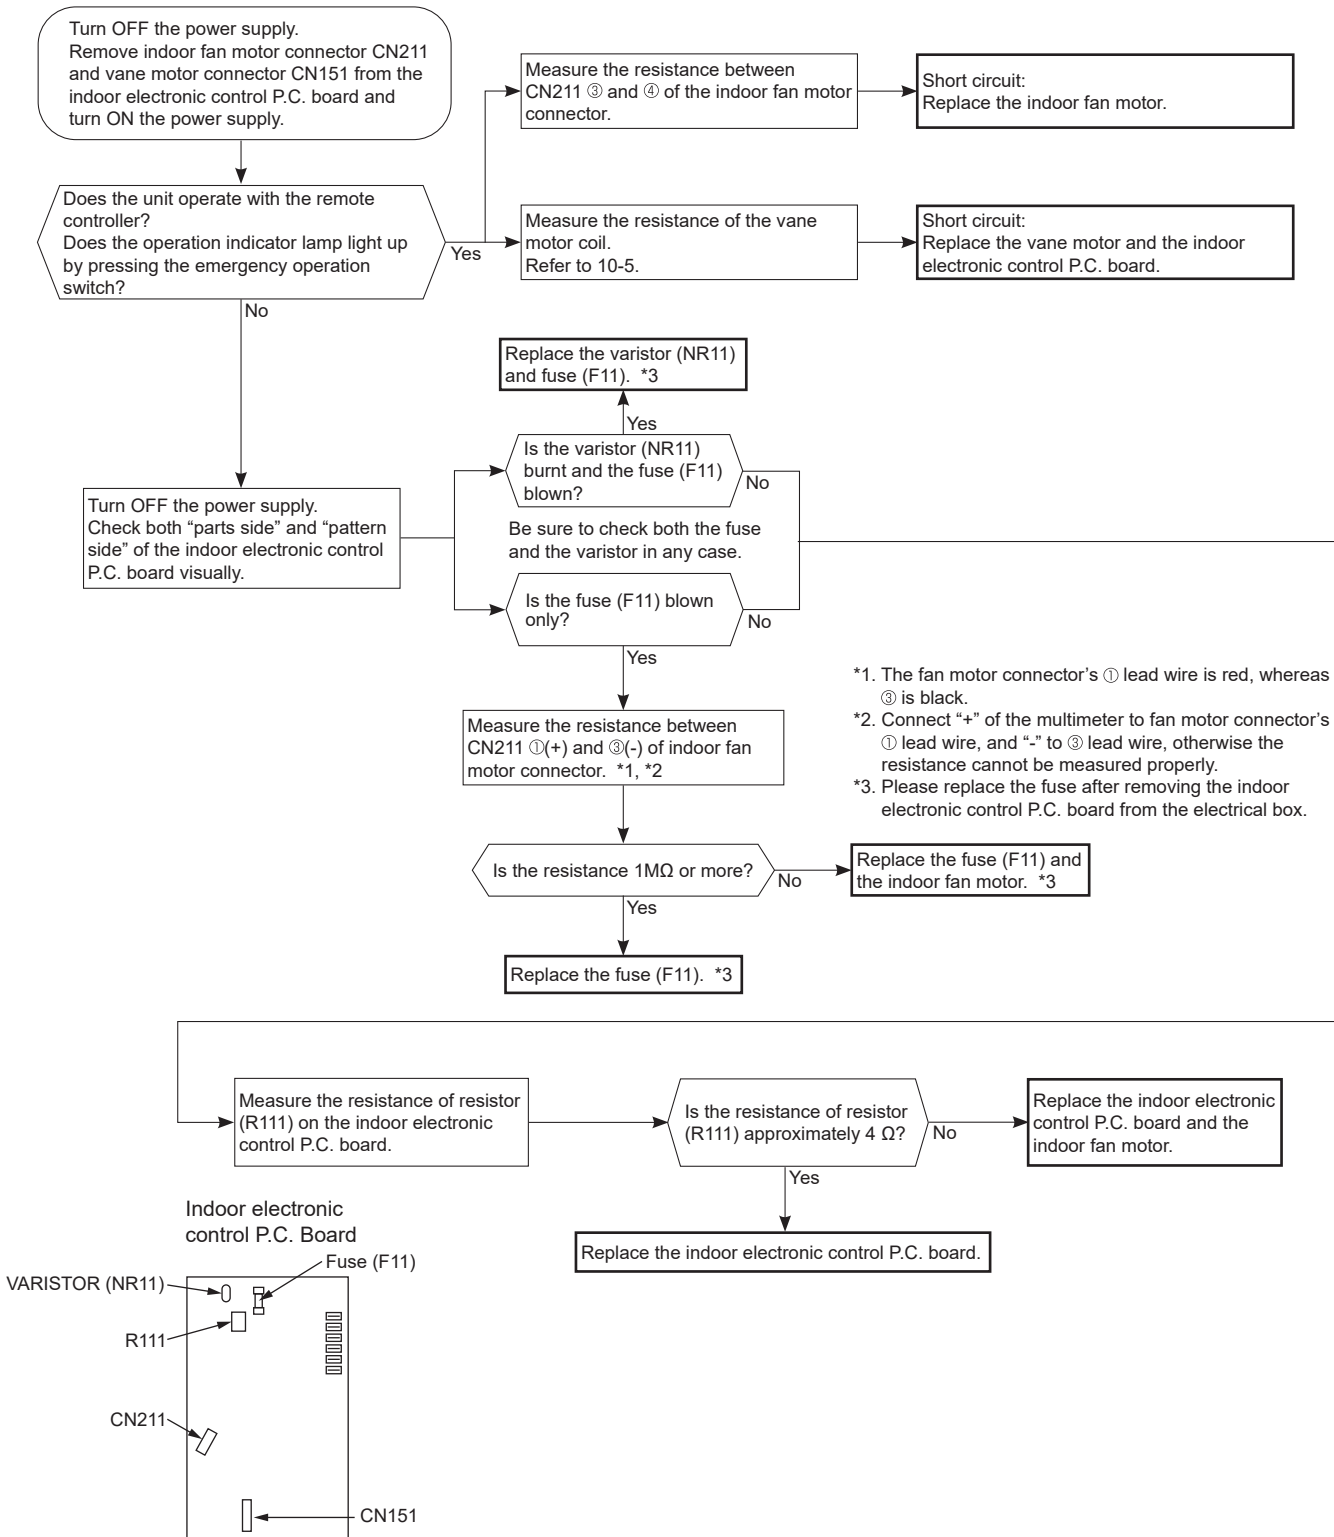 Turn OFF the power supply.
Remove indoor fan motor connector CN211
and vane motor connector CN151 from the
indoor electronic control P.C. board and
turn ON the power supply.
Measure the resistance between
CN211 ③ and ④ of the indoor fan motor
connector.
Short circuit:
Replace the indoor fan motor.
Does the unit operate with the remote
controller?
Does the operation indicator lamp light up
by pressing the emergency operation
switch?
Yes
Measure the resistance of the vane
motor coil.
Refer to 10-5.
Short circuit:
Replace the vane motor and the indoor
electronic control P.C. board.
No
Replace the varistor (NR11)
and fuse (F11). *3
Yes
Is the varistor (NR11)
burnt and the fuse (F11)
blown?
No
Turn OFF the power supply.
Check both “parts side” and “pattern
side” of the indoor electronic control
P.C. board visually.
Be sure to check both the fuse
and the varistor in any case.
Is the fuse (F11) blown
only?
No
Yes
Measure the resistance between
CN211 ①(+) and ③(-) of indoor fan
motor connector. *1, *2
*1. The fan motor connector’s ① lead wire is red, whereas
③ is black.
*2. Connect “+” of the multimeter to fan motor connector’s
① lead wire, and “-” to ③ lead wire, otherwise the
resistance cannot be measured properly.
*3. Please replace the fuse after removing the indoor
electronic control P.C. board from the electrical box.
Is the resistance 1MΩ or more?
No
Replace the fuse (F11) and
the indoor fan motor. *3
Yes
Replace the fuse (F11). *3
Measure the resistance of resistor
(R111) on the indoor electronic
control P.C. board.
Is the resistance of resistor
(R111) approximately 4 Ω?
No
Replace the indoor electronic
control P.C. board and the
indoor fan motor.
Yes
Replace the indoor electronic control P.C. board.
Indoor electronic
control P.C. Board
Fuse (F11)
VARISTOR (NR11)
R111
CN211
CN151